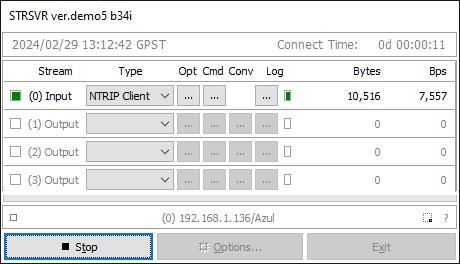 STRSVR ver.demo5 b34i
2024/02/29 13:12:42 GPST Connect Time: 0d 00:00:11
Stream Type Opt Cmd Conv Log Bytes Bps
(0) Input NTRIP Client ... ... ... 10,516 7,557
(1) Output ... ... ... ... 0 0
(2) Output ... ... ... ... 0 0
(3) Output ... ... ... ... 0 0
(0) 192.168.1.136/Azul ?
Stop Options... Exit